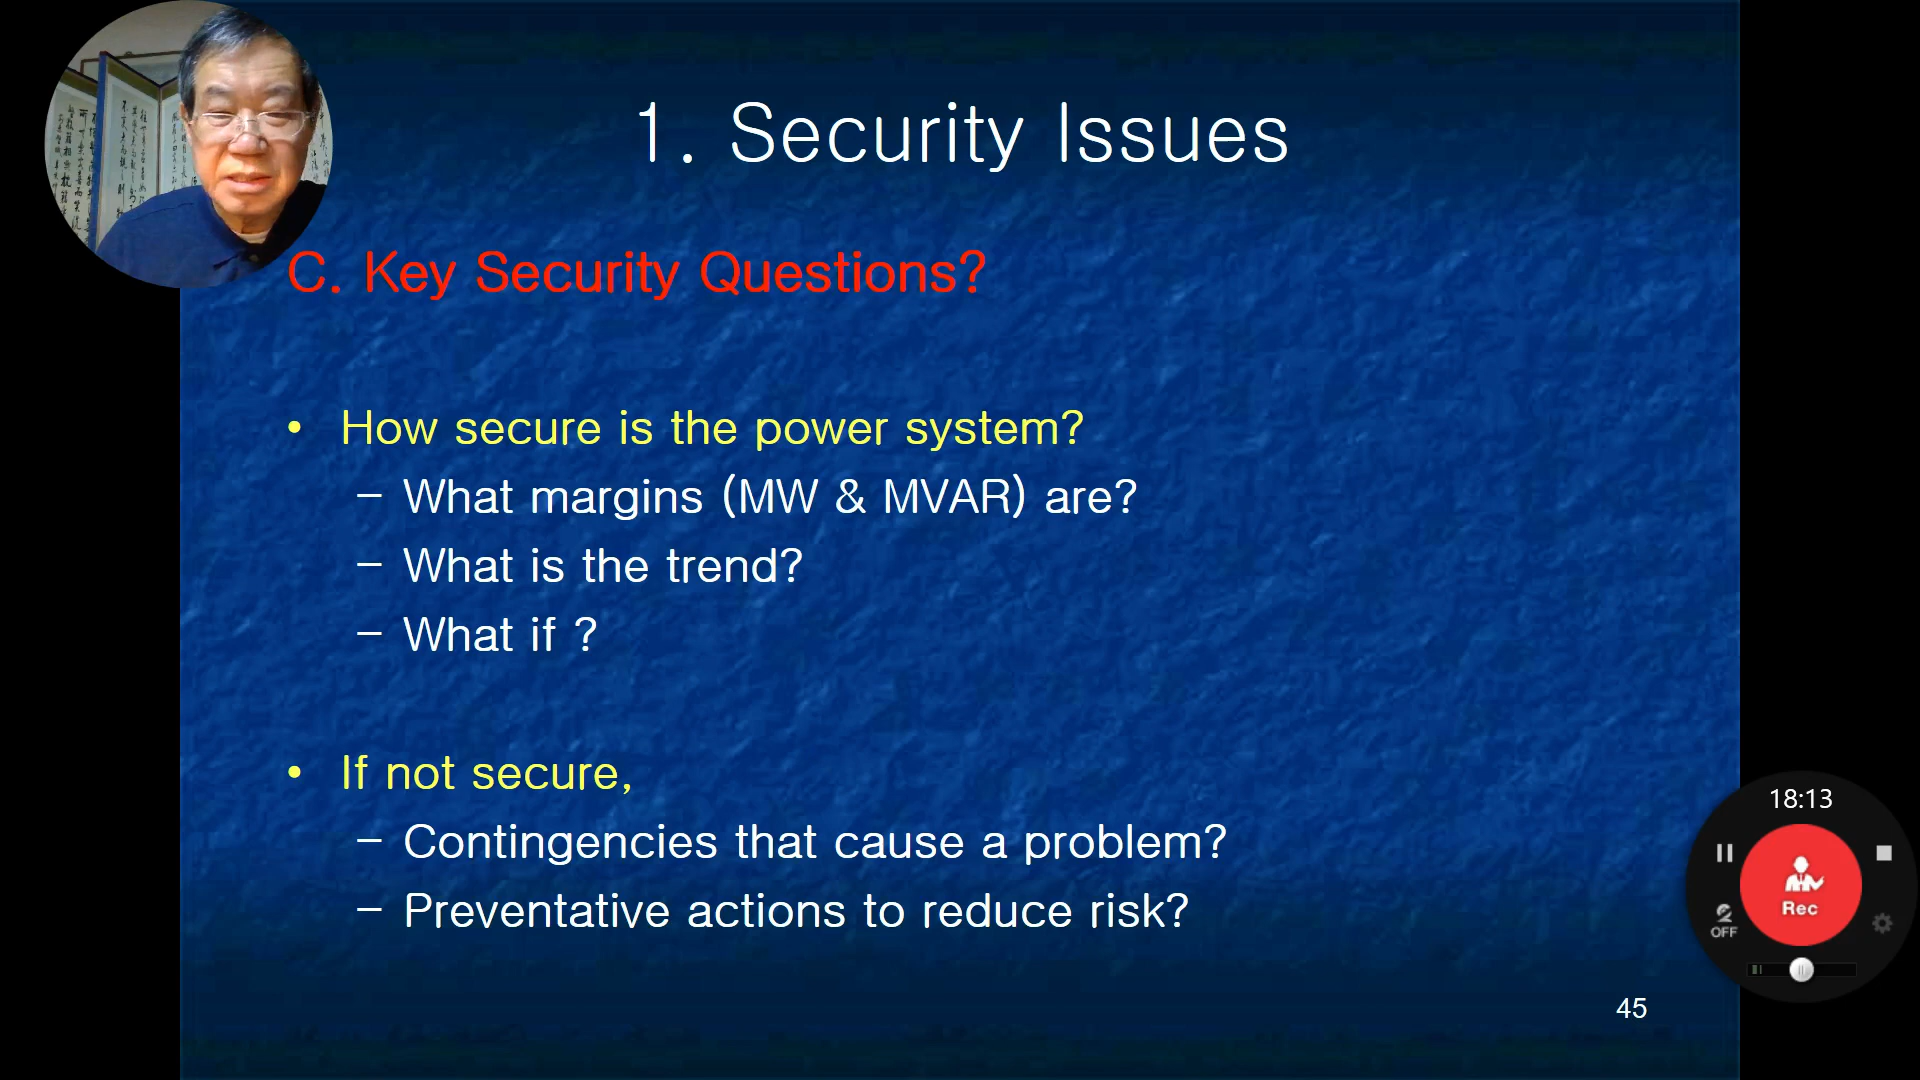 1. Security Issues
C. Key Security Questions?
• How secure is the power system?
– What margins (MW & MVAR) are?
– What is the trend?
– What if ?
• If not secure,
– Contingencies that cause a problem?
– Preventative actions to reduce risk?
18:13
Rec
OFF
45